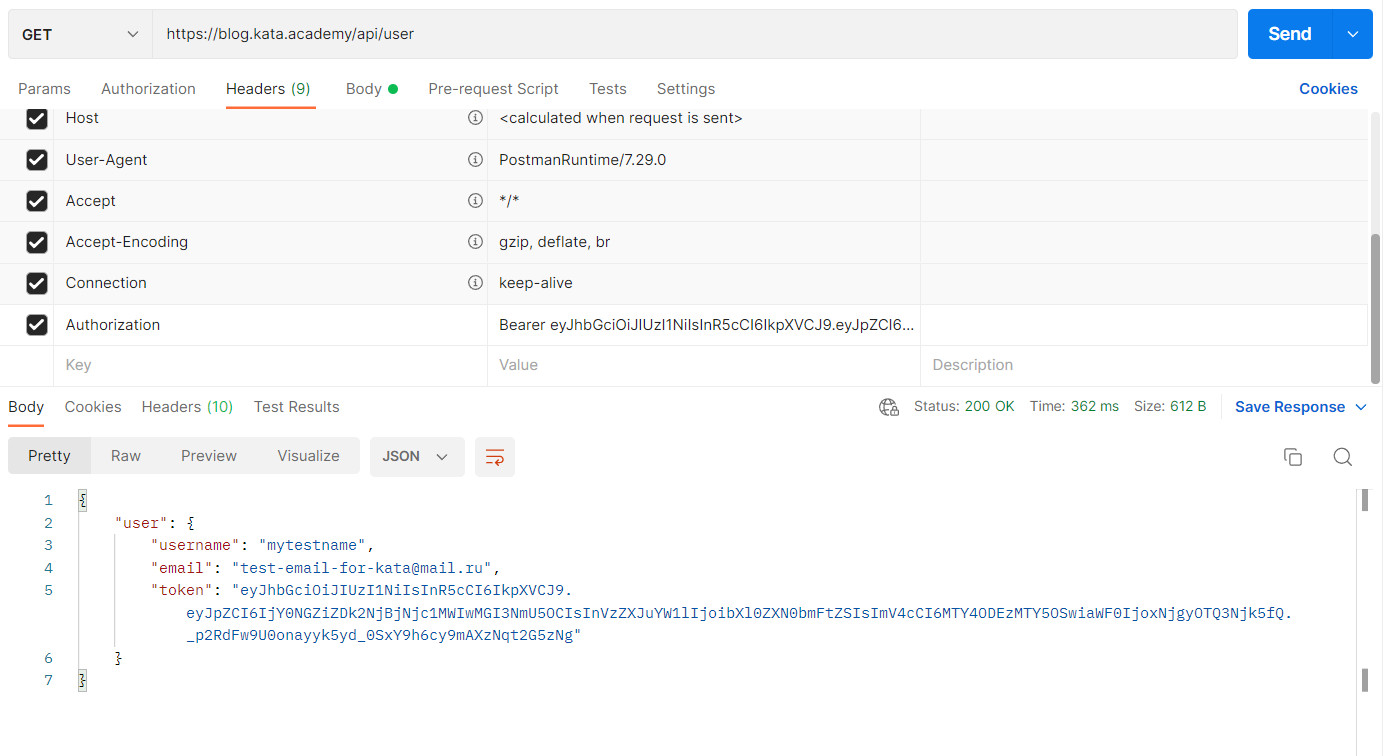 GET https://blog.kata.academy/api/user Send
Params Authorization Headers (9) Body Pre-request Script Tests Settings Cookies
Host <calculated when request is sent>
User-Agent PostmanRuntime/7.29.0
Accept */*
Accept-Encoding gzip, deflate, br
Connection keep-alive
Authorization Bearer eyJhbGciOiJIUzI1NiIsInR5cCI6IkpXVCJ9.eyJpZCI6...
Key Value Description
Body Cookies Headers (10) Test Results Status: 200 OK Time: 362 ms Size: 612 B Save Response
Pretty Raw Preview Visualize JSON
1 {
2 "user": {
3 "username": "mytestname",
4 "email": "test-email-for-kata@mail.ru",
5 "token": "eyJhbGciOiJIUzI1NiIsInR5cCI6IkpXVCJ9.
eyJpZCI6IjY0NGZiZDk2NjBjNjc1MWIwMGI3NmU5OCIsInVzZXJuYW1lIjoibXl0ZXN0bmFtZSIsImV4cCI6MTY4ODEzMTY5OSwiaWF0IjoxNjgyOTQ3Njk5fQ.
_p2RdFw9U0onayyk5yd_0SxY9h6cy9mAXzNqt2G5zNg"
6 }
7 }